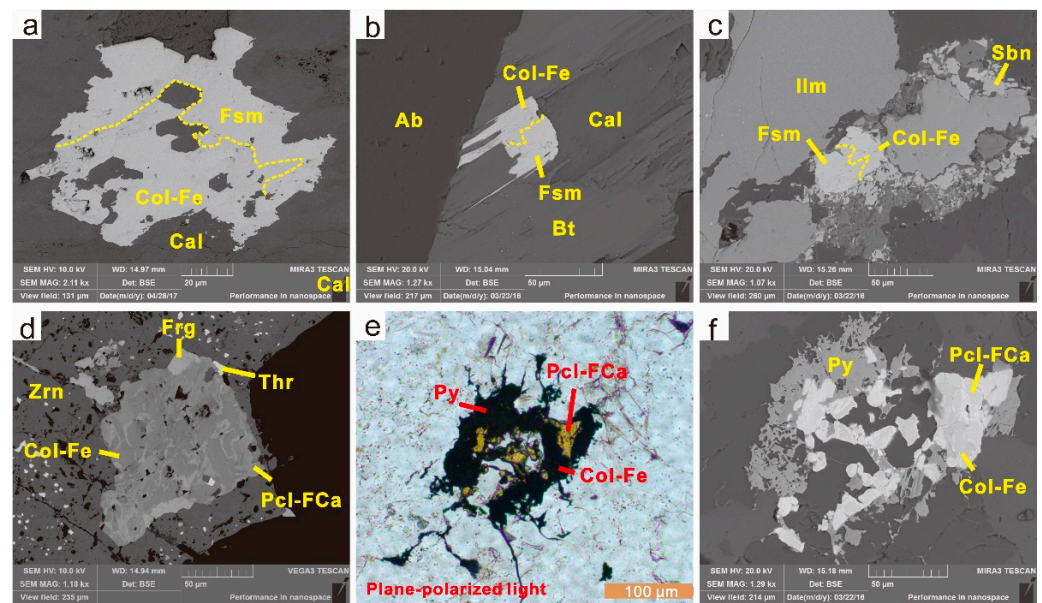 a
Fsm
Col-Fe
Cal
Cal
SEM HV: 10.0 kV WD: 14.97 mm MIRA3 TESCAN
SEM MAG: 2.11 kx Det: BSE 20 µm
View field: 131 µm Date(m/d/y): 04/28/17 Performance in nanospace
b
Col-Fe
Ab
Cal
Fsm
Bt
SEM HV: 20.0 kV WD: 15.04 mm MIRA3 TESCAN
SEM MAG: 1.27 kx Det: BSE 50 µm
View field: 217 µm Date(m/d/y): 03/23/16 Performance in nanospace
c
Sbn
Ilm
Fsm
Col-Fe
SEM HV: 20.0 kV WD: 15.26 mm MIRA3 TESCAN
SEM MAG: 1.07 kx Det: BSE 50 µm
View field: 260 µm Date(m/d/y): 03/22/16 Performance in nanospace
d
Frg
Thr
Zrn
Col-Fe
Pcl-FCa
SEM HV: 10.0 kV WD: 14.94 mm VEGA3 TESCAN
SEM MAG: 1.18 kx Det: BSE 50 µm
View field: 235 µm Date(m/d/y): 03/22/16 Performance in nanospace
e
Pcl-FCa
Py
Col-Fe
Plane-polarized light
100 µm
f
Pcl-FCa
Py
Col-Fe
SEM HV: 20.0 kV WD: 15.18 mm MIRA3 TESCAN
SEM MAG: 1.29 kx Det: BSE 50 µm
View field: 214 µm Date(m/d/y): 03/22/16 Performance in nanospace